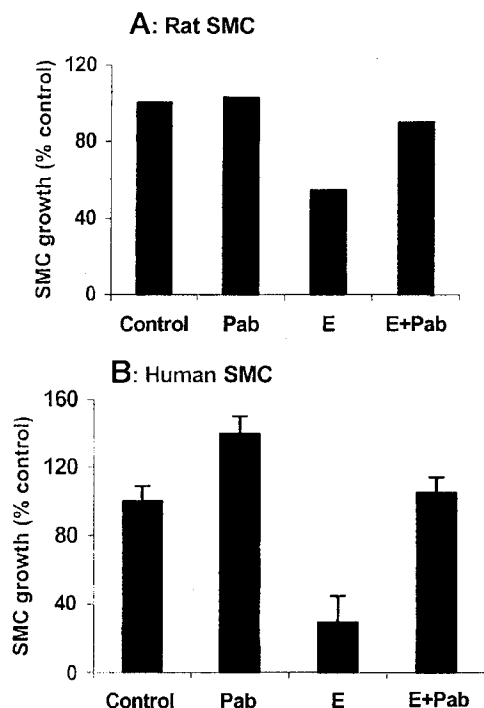 A: Rat SMC
SMC growth (% control)
120
80
40
0
Control Pab E E+Pab
B: Human SMC
SMC growth (% control)
160
120
80
40
0
Control Pab E E+Pab